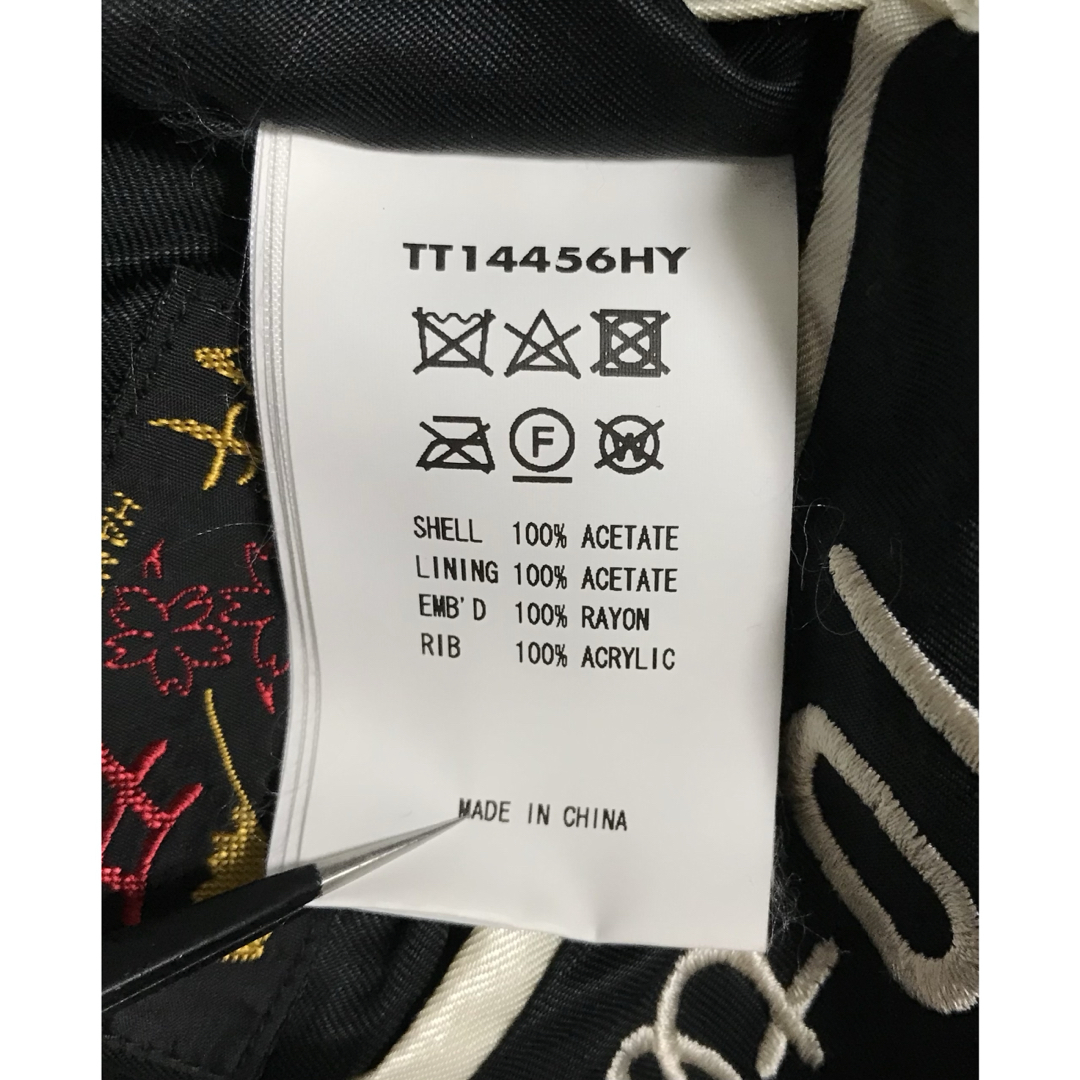 TT14456HY
F
W
SHELL 100% ACETATE
LINING 100% ACETATE
EMB'D 100% RAYON
RIB 100% ACRYLIC
MADE IN CHINA